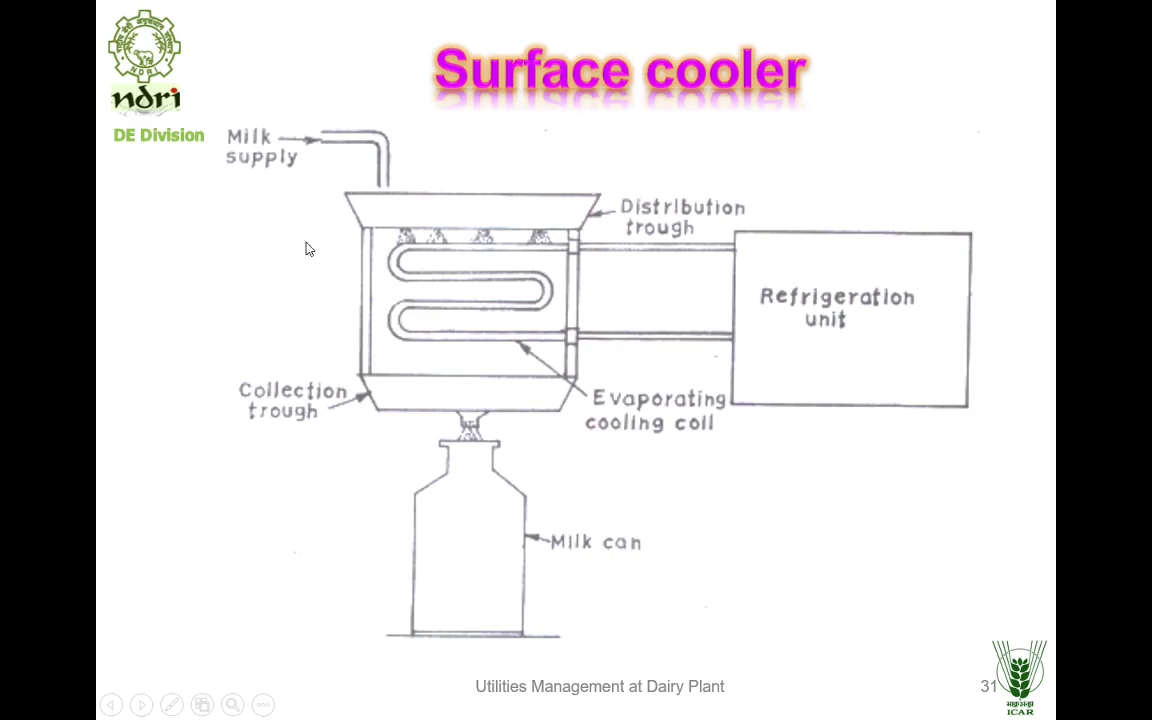 Surface cooler
NDRI
ndri
DE Division
Milk
supply
Distribution
trough
Refrigeration
unit
Collection
trough
Evaporating
cooling coil
Milk can
Utilities Management at Dairy Plant
31
ICAR